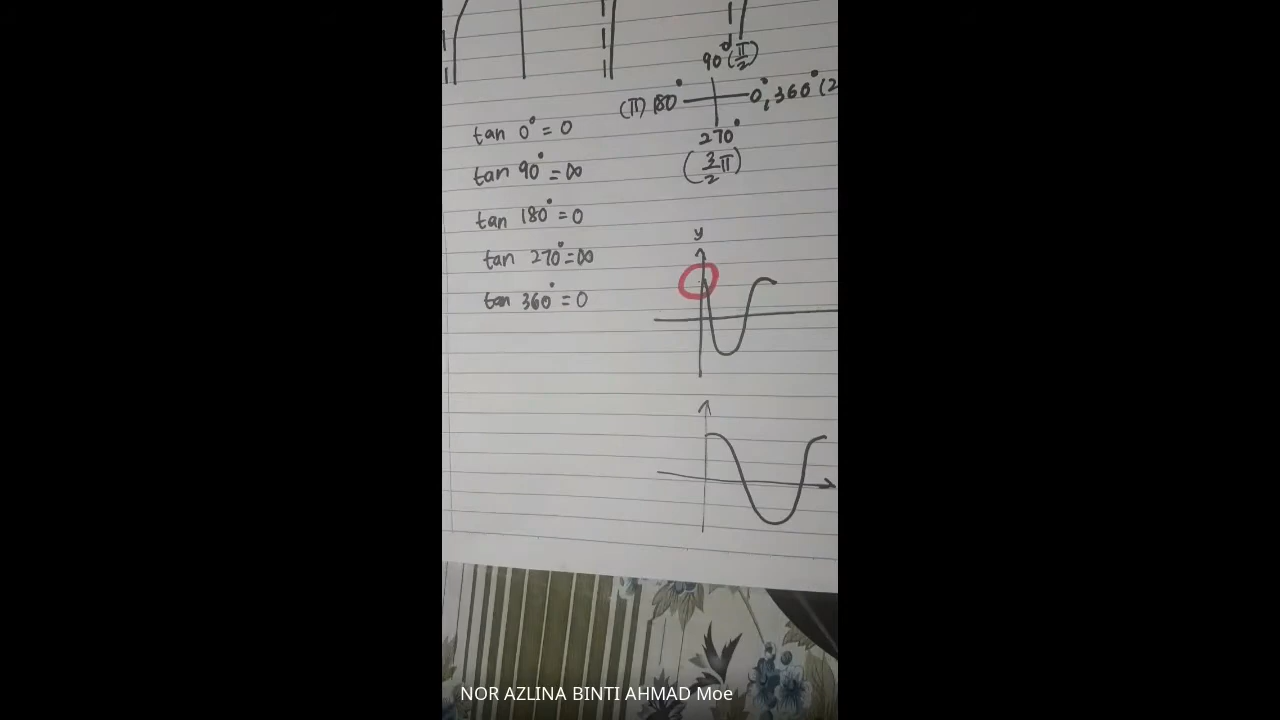 90° (π/2)
(π) 180°
0°, 360° (2
270°
(3/2 π)
tan 0° = 0
tan 90° = ∞
tan 180° = 0
tan 270° = ∞
tan 360° = 0
y
NOR AZLINA BINTI AHMAD Moe